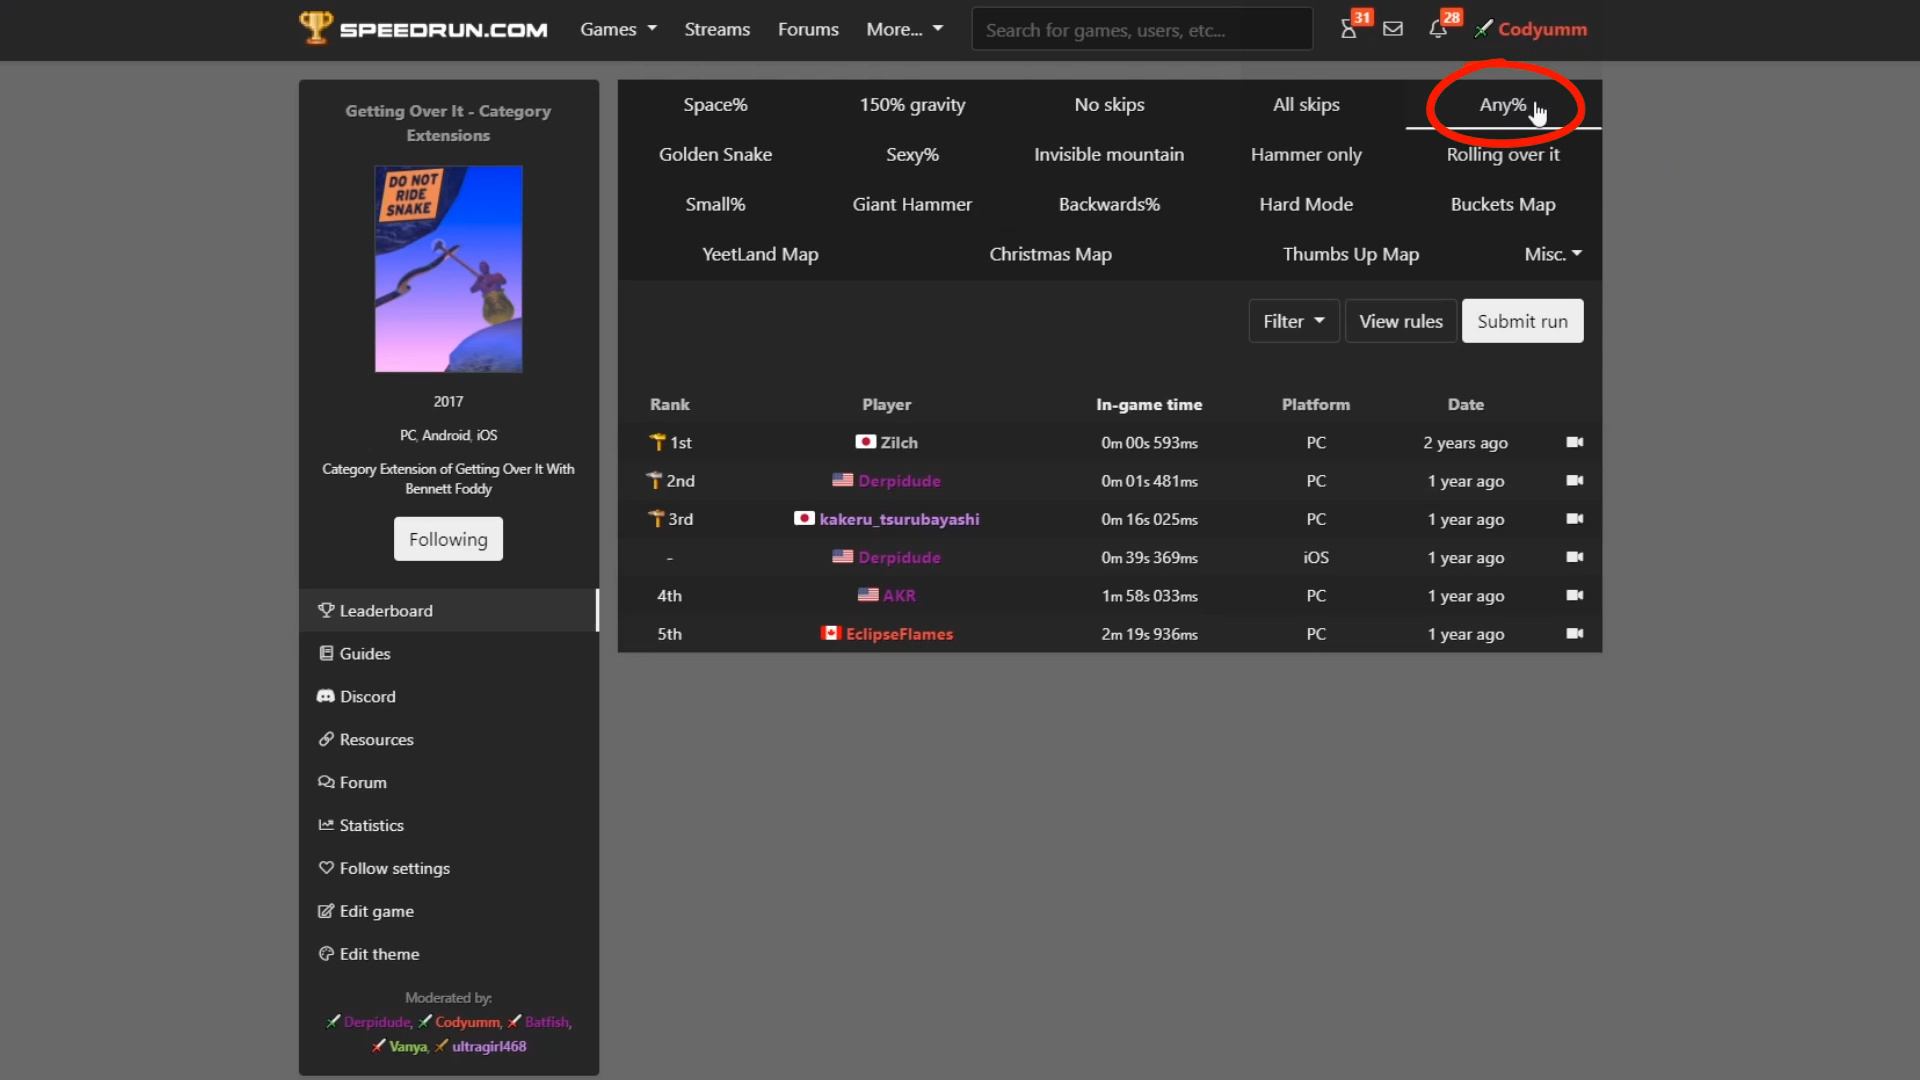 SPEEDRUN.COM Games Streams Forums More... Search for games, users, etc... 31 28 Codyumm
Getting Over It - Category
Extensions
DO NOT
RIDE
SNAKE
2017
PC, Android, iOS
Category Extension of Getting Over It With
Bennett Foddy
Following
Leaderboard
Guides
Discord
Resources
Forum
Statistics
Follow settings
Edit game
Edit theme
Moderated by:
Derpidude, Codyumm, Batfish,
Vanya, ultragirl468
Space% 150% gravity No skips All skips Any%
Golden Snake Sexy% Invisible mountain Hammer only Rolling over it
Small% Giant Hammer Backwards% Hard Mode Buckets Map
YeetLand Map Christmas Map Thumbs Up Map Misc.
Filter View rules Submit run
Rank Player In-game time Platform Date
1st Zilch 0m 00s 593ms PC 2 years ago
2nd Derpidude 0m 01s 481ms PC 1 year ago
3rd kakeru_tsurubayashi 0m 16s 025ms PC 1 year ago
- Derpidude 0m 39s 369ms iOS 1 year ago
4th AKR 1m 58s 033ms PC 1 year ago
5th EclipseFlames 2m 19s 936ms PC 1 year ago